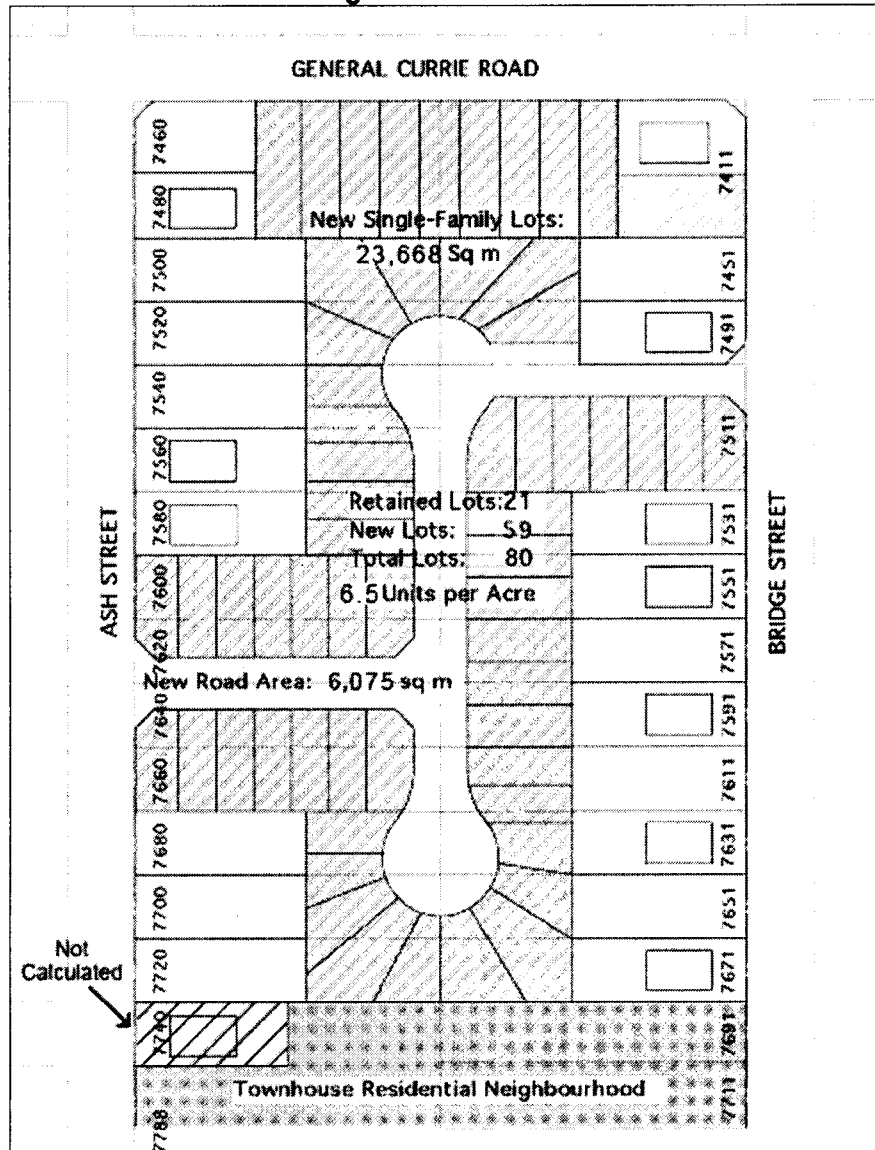 GENERAL CURRIE ROAD
7460
7411
7480
New Single-Family Lots:
23,668 Sq m
7500
7451
7520
7491
7540
7511
7560
Retained Lots:21
New Lots: 59
Total Lots: 80
6.5 Units per Acre
7580
7531
ASH STREET
BRIDGE STREET
7600
7551
7620
7571
New Road Area: 6,075 sq m
7640
7591
7660
7611
7680
7631
7700
7651
Not
Calculated
7720
7671
7740
7691
Townhouse Residential Neighbourhood
7711
7788